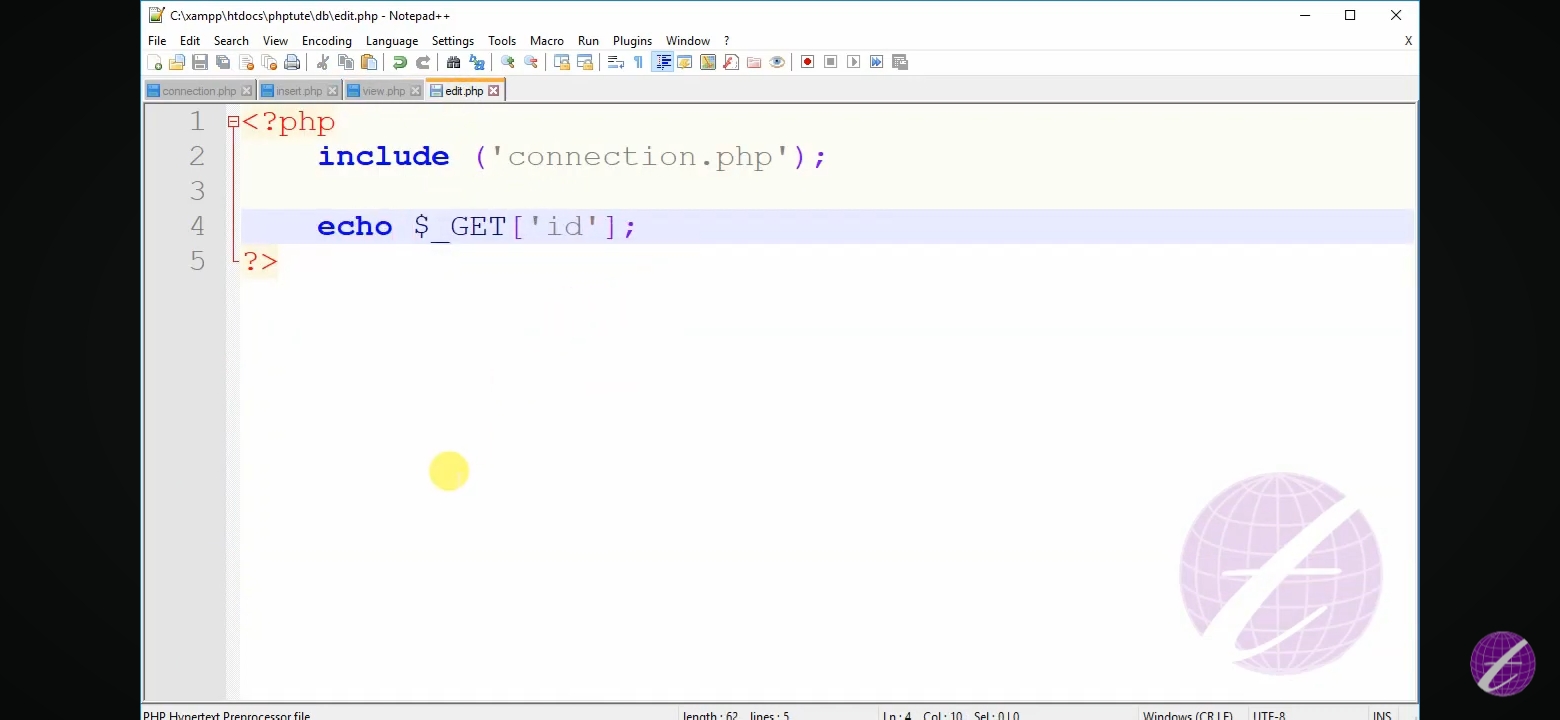 C:\xampp\htdocs\phptute\db\edit.php - Notepad++
File Edit Search View Encoding Language Settings Tools Macro Run Plugins Window ? X
connection.php insert.php view.php edit.php
1 <?php
2 include ('connection.php');
3
4 echo $_GET['id'];
5 ?>
PHP Hypertext Preprocessor file length : 62 lines : 5 Ln : 4 Col : 10 Sel : 0 | 0 Windows (CR LF) UTF-8 INS